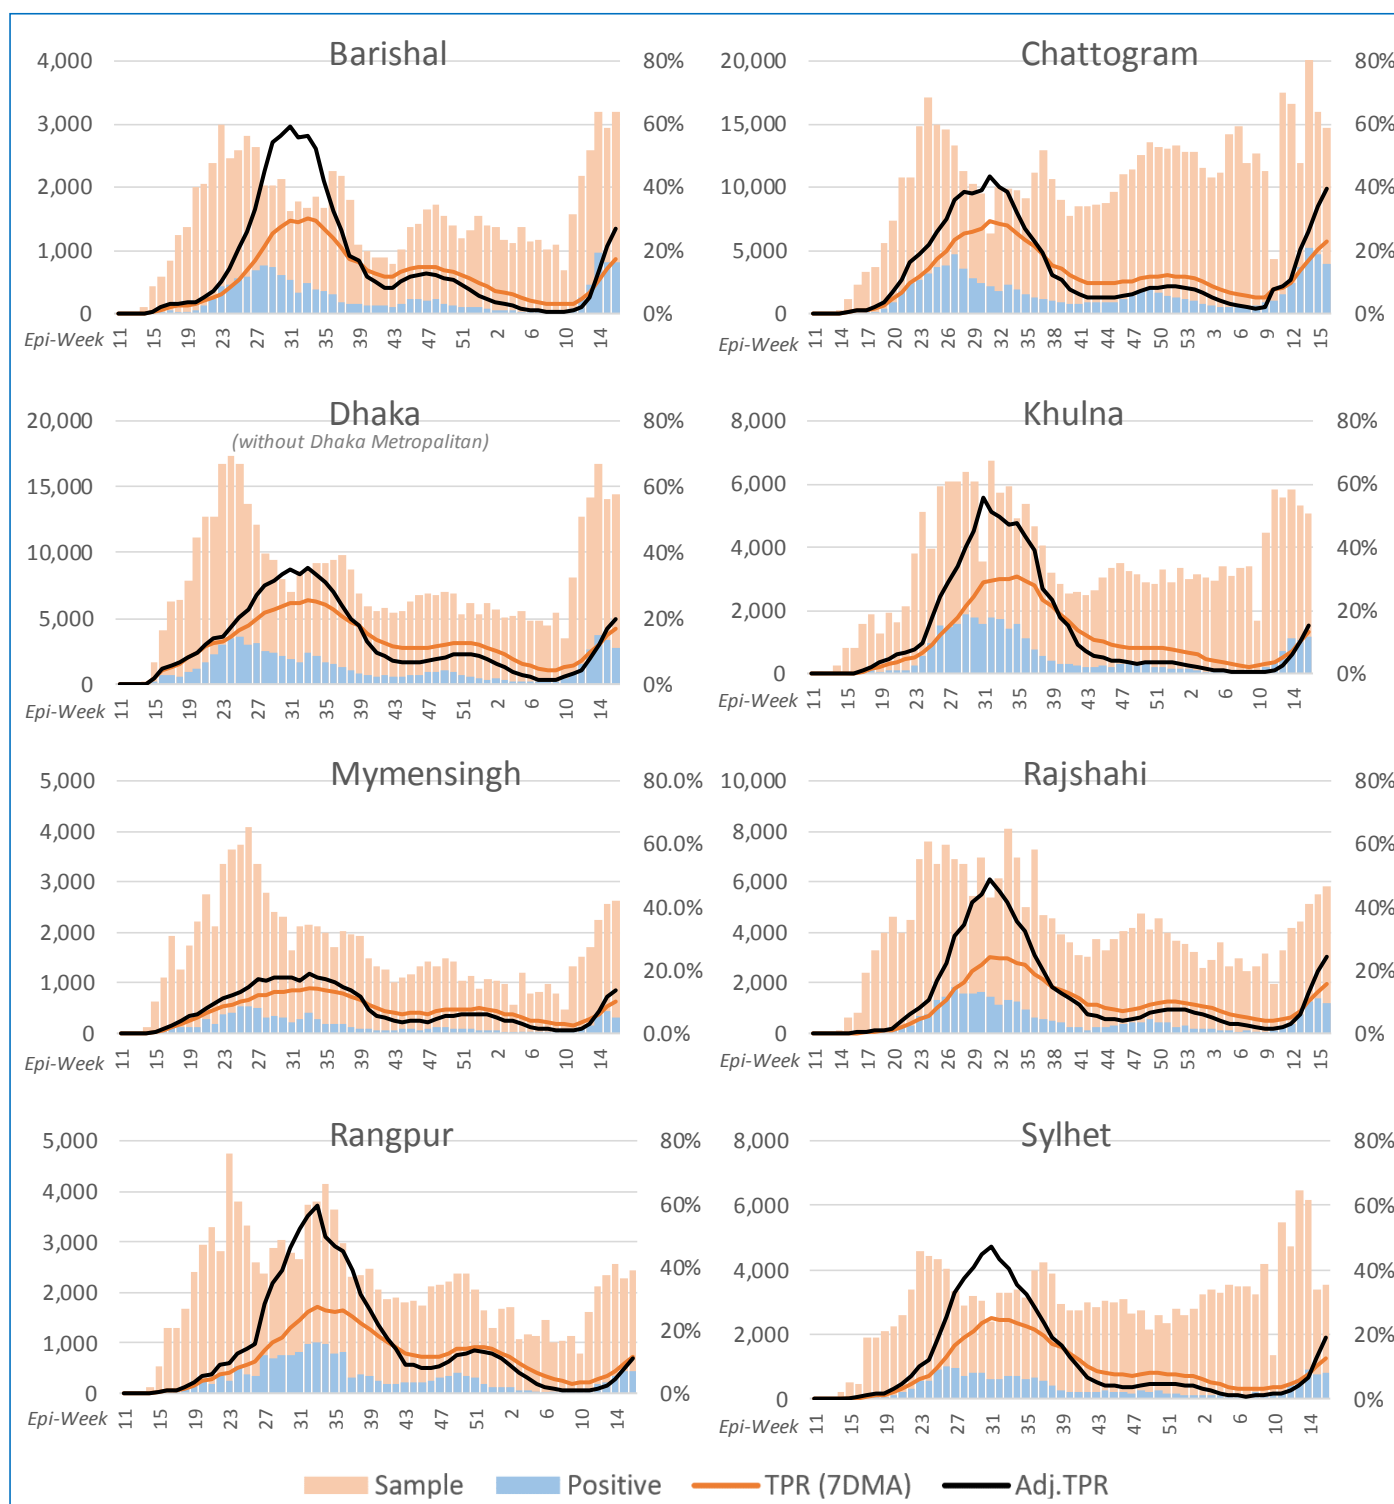 Barishal
4,000 3,000 2,000 1,000 0
80% 60% 40% 20% 0%
Epi-Week 11 15 19 23 27 31 35 39 43 47 51 2 6 10 14
Chattogram
20,000 15,000 10,000 5,000 0
80% 60% 40% 20% 0%
Epi-Week 11 14 17 20 23 26 29 32 35 38 41 44 47 50 53 3 6 9 12 15
Dhaka
(without Dhaka Metropolitan)
20,000 15,000 10,000 5,000 0
80% 60% 40% 20% 0%
Epi-Week 11 15 19 23 27 31 35 39 43 47 51 2 6 10 14
Khulna
8,000 6,000 4,000 2,000 0
80% 60% 40% 20% 0%
Epi-Week 11 15 19 23 27 31 35 39 43 47 51 2 6 10 14
Mymensingh
5,000 4,000 3,000 2,000 1,000 0
80.0% 60.0% 40.0% 20.0% 0.0%
Epi-Week 11 15 19 23 27 31 35 39 43 47 51 2 6 10 14
Rajshahi
10,000 8,000 6,000 4,000 2,000 0
80% 60% 40% 20% 0%
Epi-Week 11 14 17 20 23 26 29 32 35 38 41 44 47 50 53 3 6 9 12 15
Rangpur
5,000 4,000 3,000 2,000 1,000 0
80% 60% 40% 20% 0%
Epi-Week 11 15 19 23 27 31 35 39 43 47 51 2 6 10 14
Sylhet
8,000 6,000 4,000 2,000 0
80% 60% 40% 20% 0%
Epi-Week 11 15 19 23 27 31 35 39 43 47 51 2 6 10 14
Sample Positive TPR (7DMA) Adj.TPR